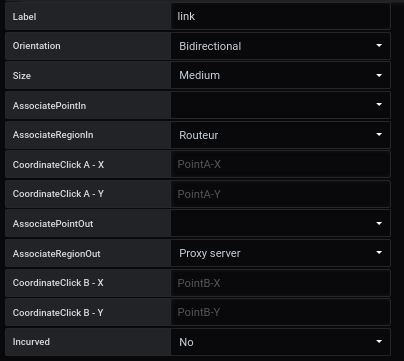 Label link
Orientation Bidirectional
Size Medium
AssociatePointIn
AssociateRegionIn Routeur
CoordinateClick A - X PointA-X
CoordinateClick A - Y PointA-Y
AssociatePointOut
AssociateRegionOut Proxy server
CoordinateClick B - X PointB-X
CoordinateClick B - Y PointB-Y
Incurved No